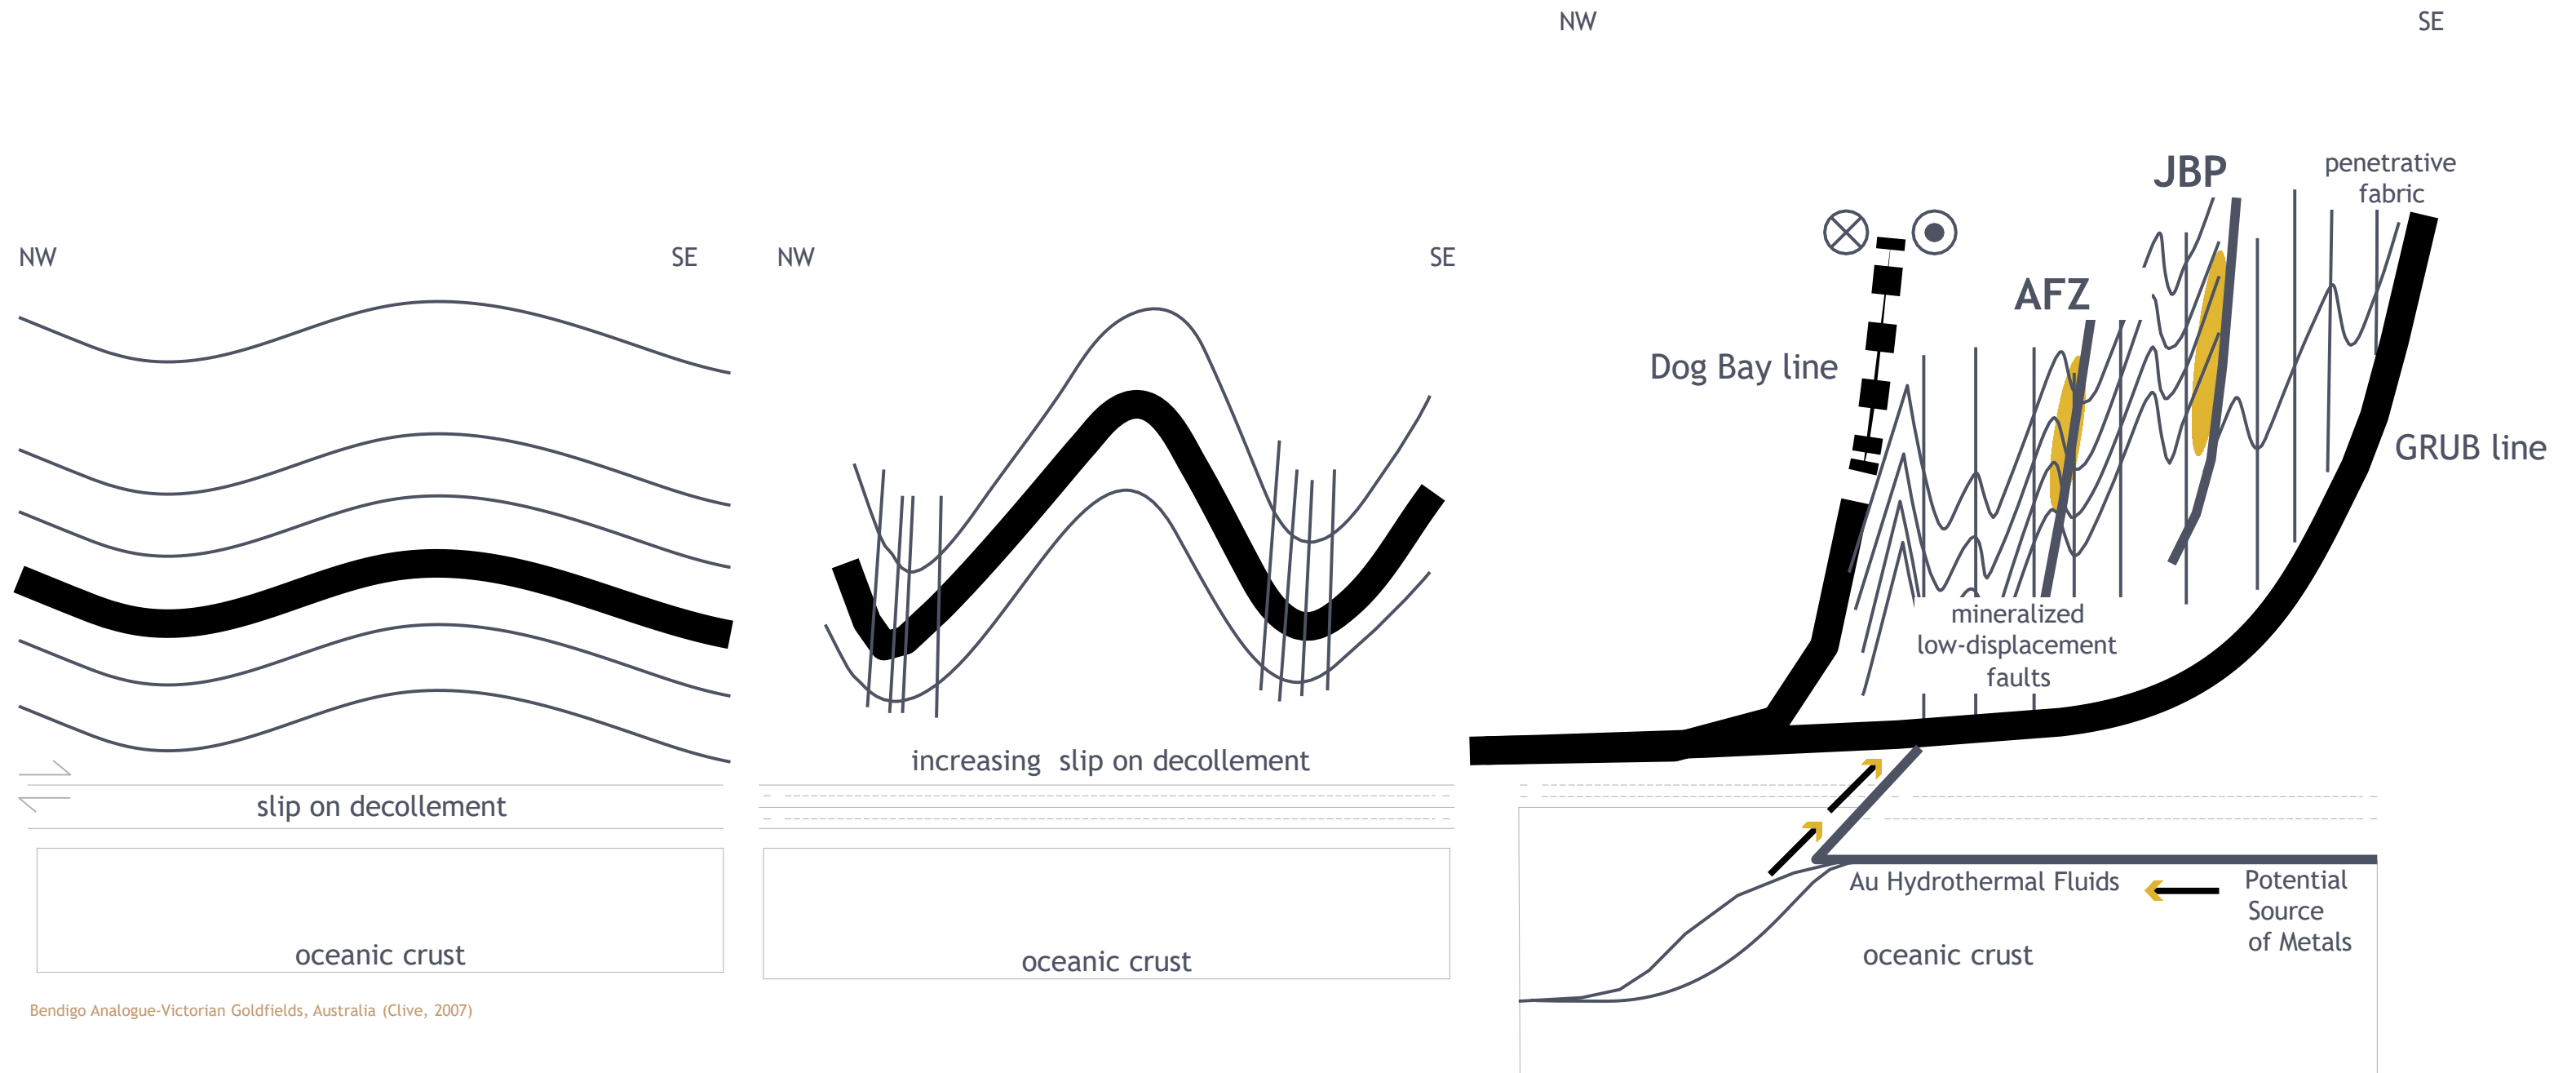 NW
SE
slip on decollement
oceanic crust
Bendigo Analogue-Victorian Goldfields, Australia (Clive, 2007)
NW
SE
increasing slip on decollement
oceanic crust
NW
SE
JBP
penetrative
fabric
AFZ
Dog Bay line
GRUB line
mineralized
low-displacement
faults
Au Hydrothermal Fluids
Potential
Source
of Metals
oceanic crust